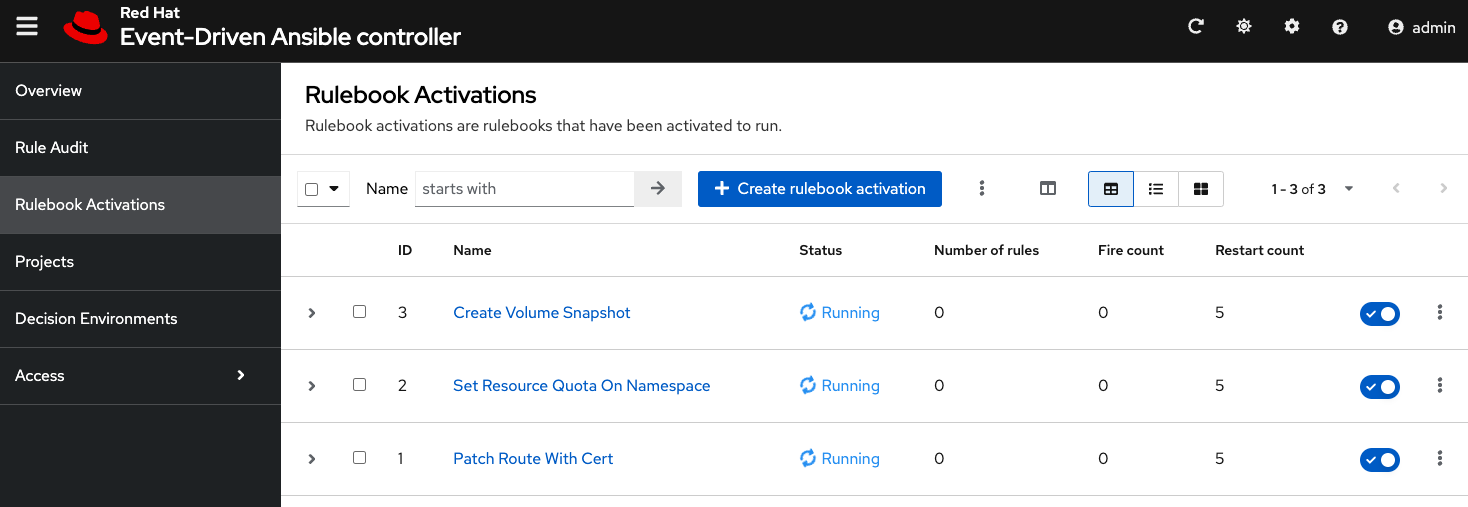 Red Hat
Event-Driven Ansible controller
admin
Overview
Rule Audit
Rulebook Activations
Projects
Decision Environments
Access
Rulebook Activations
Rulebook activations are rulebooks that have been activated to run.
Name starts with Create rulebook activation 1 - 3 of 3
ID Name Status Number of rules Fire count Restart count
3 Create Volume Snapshot Running 0 0 5
2 Set Resource Quota On Namespace Running 0 0 5
1 Patch Route With Cert Running 0 0 5